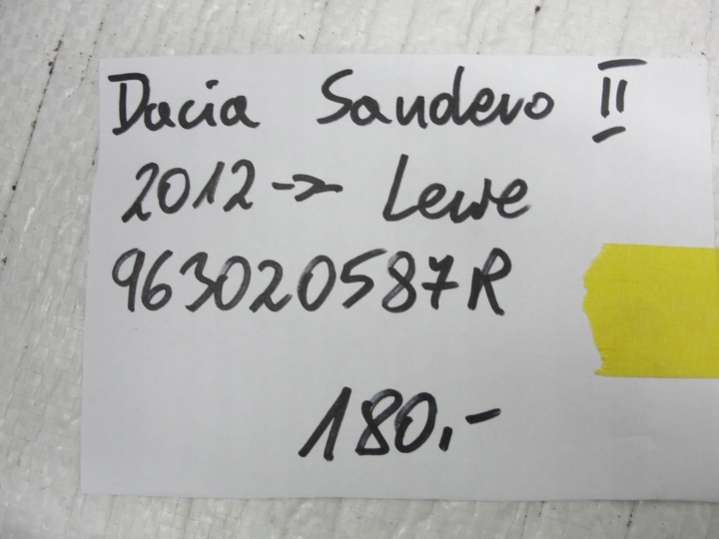 Dacia Sandero II
2012-> Lewe
963020587R
180,-